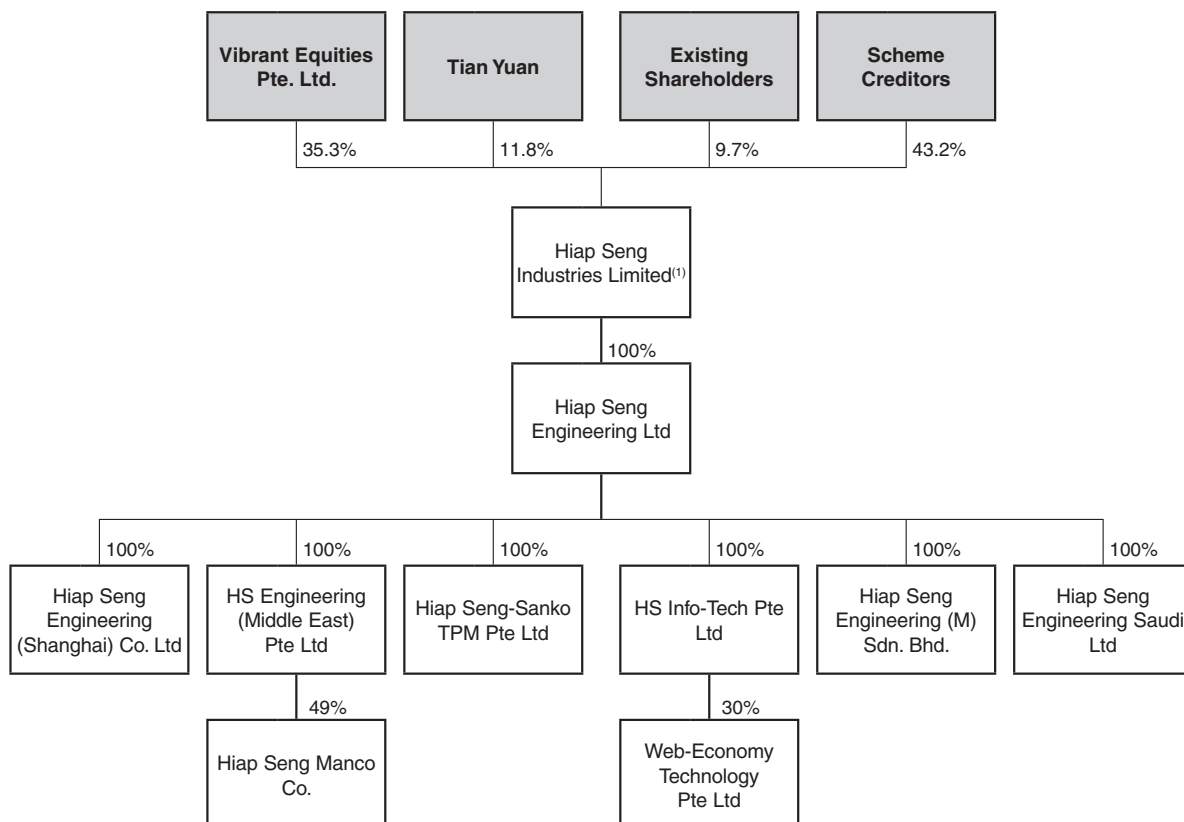 Vibrant Equities
Pte. Ltd.
Tian Yuan
Existing
Shareholders
Scheme
Creditors
35.3%
11.8%
9.7%
43.2%
Hiap Seng
Industries Limited(1)
100%
Hiap Seng
Engineering Ltd
100%
100%
100%
100%
100%
100%
Hiap Seng
Engineering
(Shanghai) Co. Ltd
HS Engineering
(Middle East)
Pte Ltd
Hiap Seng-Sanko
TPM Pte Ltd
HS Info-Tech Pte
Ltd
Hiap Seng
Engineering (M)
Sdn. Bhd.
Hiap Seng
Engineering Saudi
Ltd
49%
30%
Hiap Seng Manco
Co.
Web-Economy
Technology
Pte Ltd